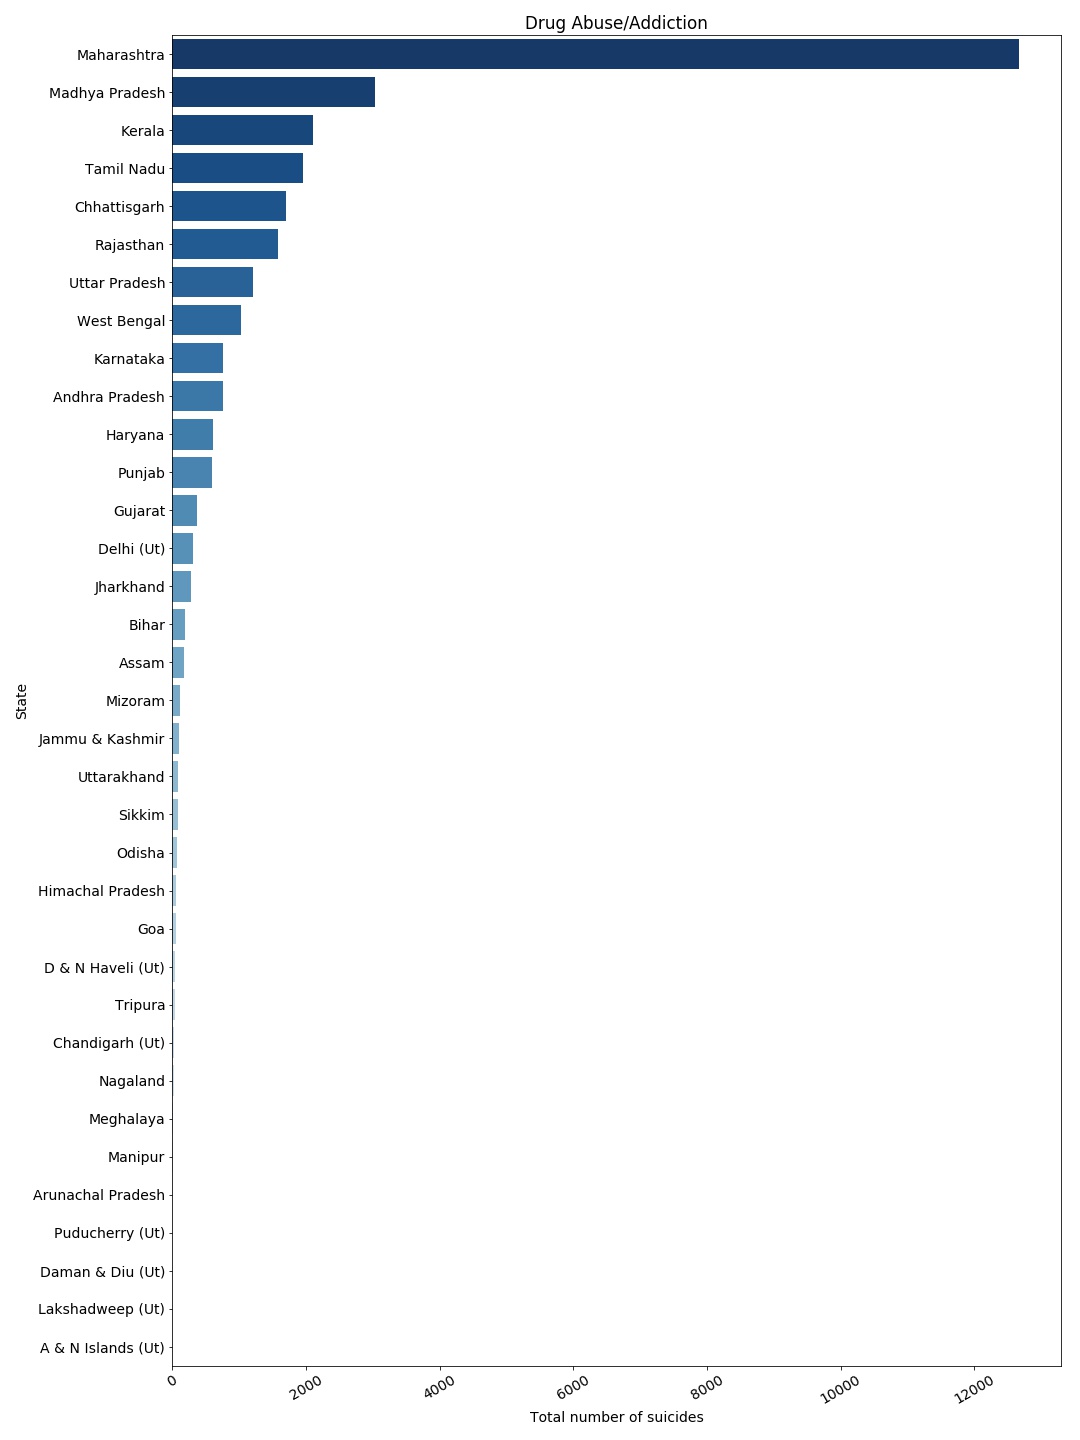 Drug Abuse/Addiction
Maharashtra
Madhya Pradesh
Kerala
Tamil Nadu
Chhattisgarh
Rajasthan
Uttar Pradesh
West Bengal
Karnataka
Andhra Pradesh
Haryana
Punjab
Gujarat
Delhi (Ut)
Jharkhand
Bihar
Assam
Mizoram
Jammu & Kashmir
Uttarakhand
Sikkim
Odisha
Himachal Pradesh
Goa
D & N Haveli (Ut)
Tripura
Chandigarh (Ut)
Nagaland
Meghalaya
Manipur
Arunachal Pradesh
Puducherry (Ut)
Daman & Diu (Ut)
Lakshadweep (Ut)
A & N Islands (Ut)
State
0 2000 4000 6000 8000 10000 12000
Total number of suicides